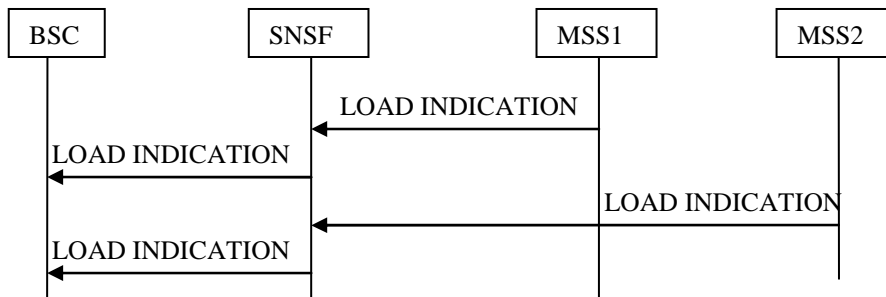 BSC
SNSF
MSS1
MSS2
LOAD INDICATION
LOAD INDICATION
LOAD INDICATION
LOAD INDICATION